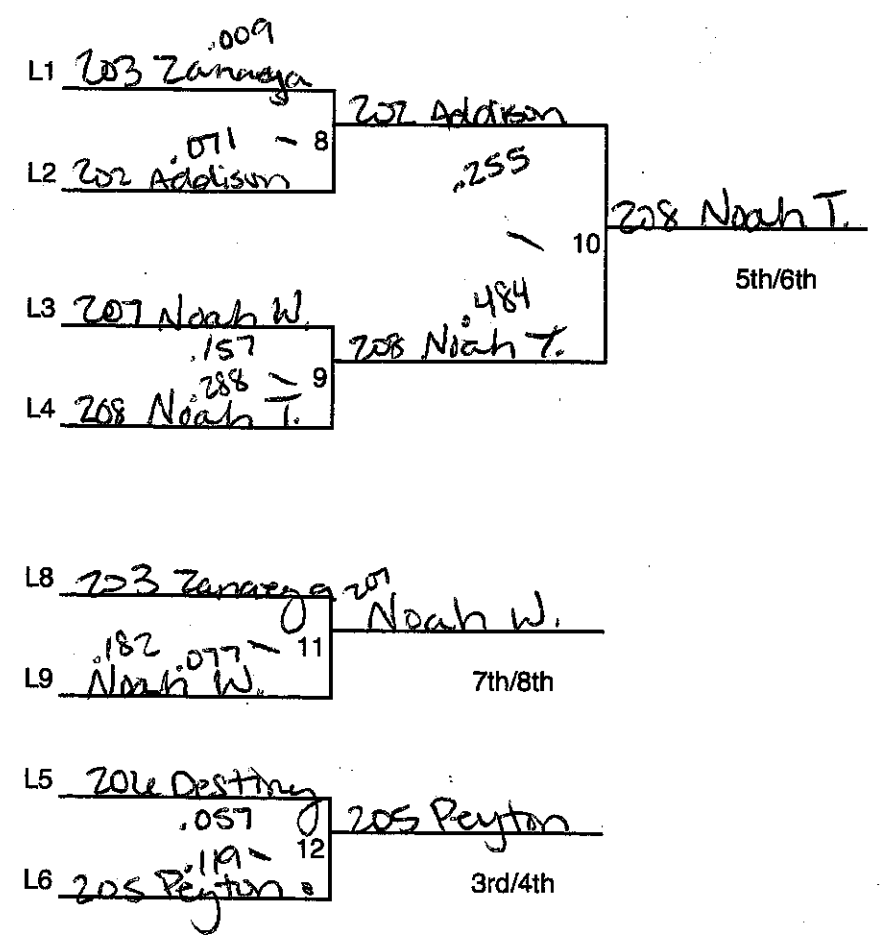 .009
L1 203 Zanaeya
202 Addison
.071 – 8
L2 202 Addison
.255
208 Noah T.
10
5th/6th
L3 207 Noah W.
.484
.157
208 Noah T.
.288 – 9
L4 208 Noah T.
L8 203 Zanaeya
207
Noah W.
.182 .077 – 11
L9 Noah W.
7th/8th
L5 206 Destiny
.057
205 Peyton
.119 – 12
L6 205 Peyton
3rd/4th